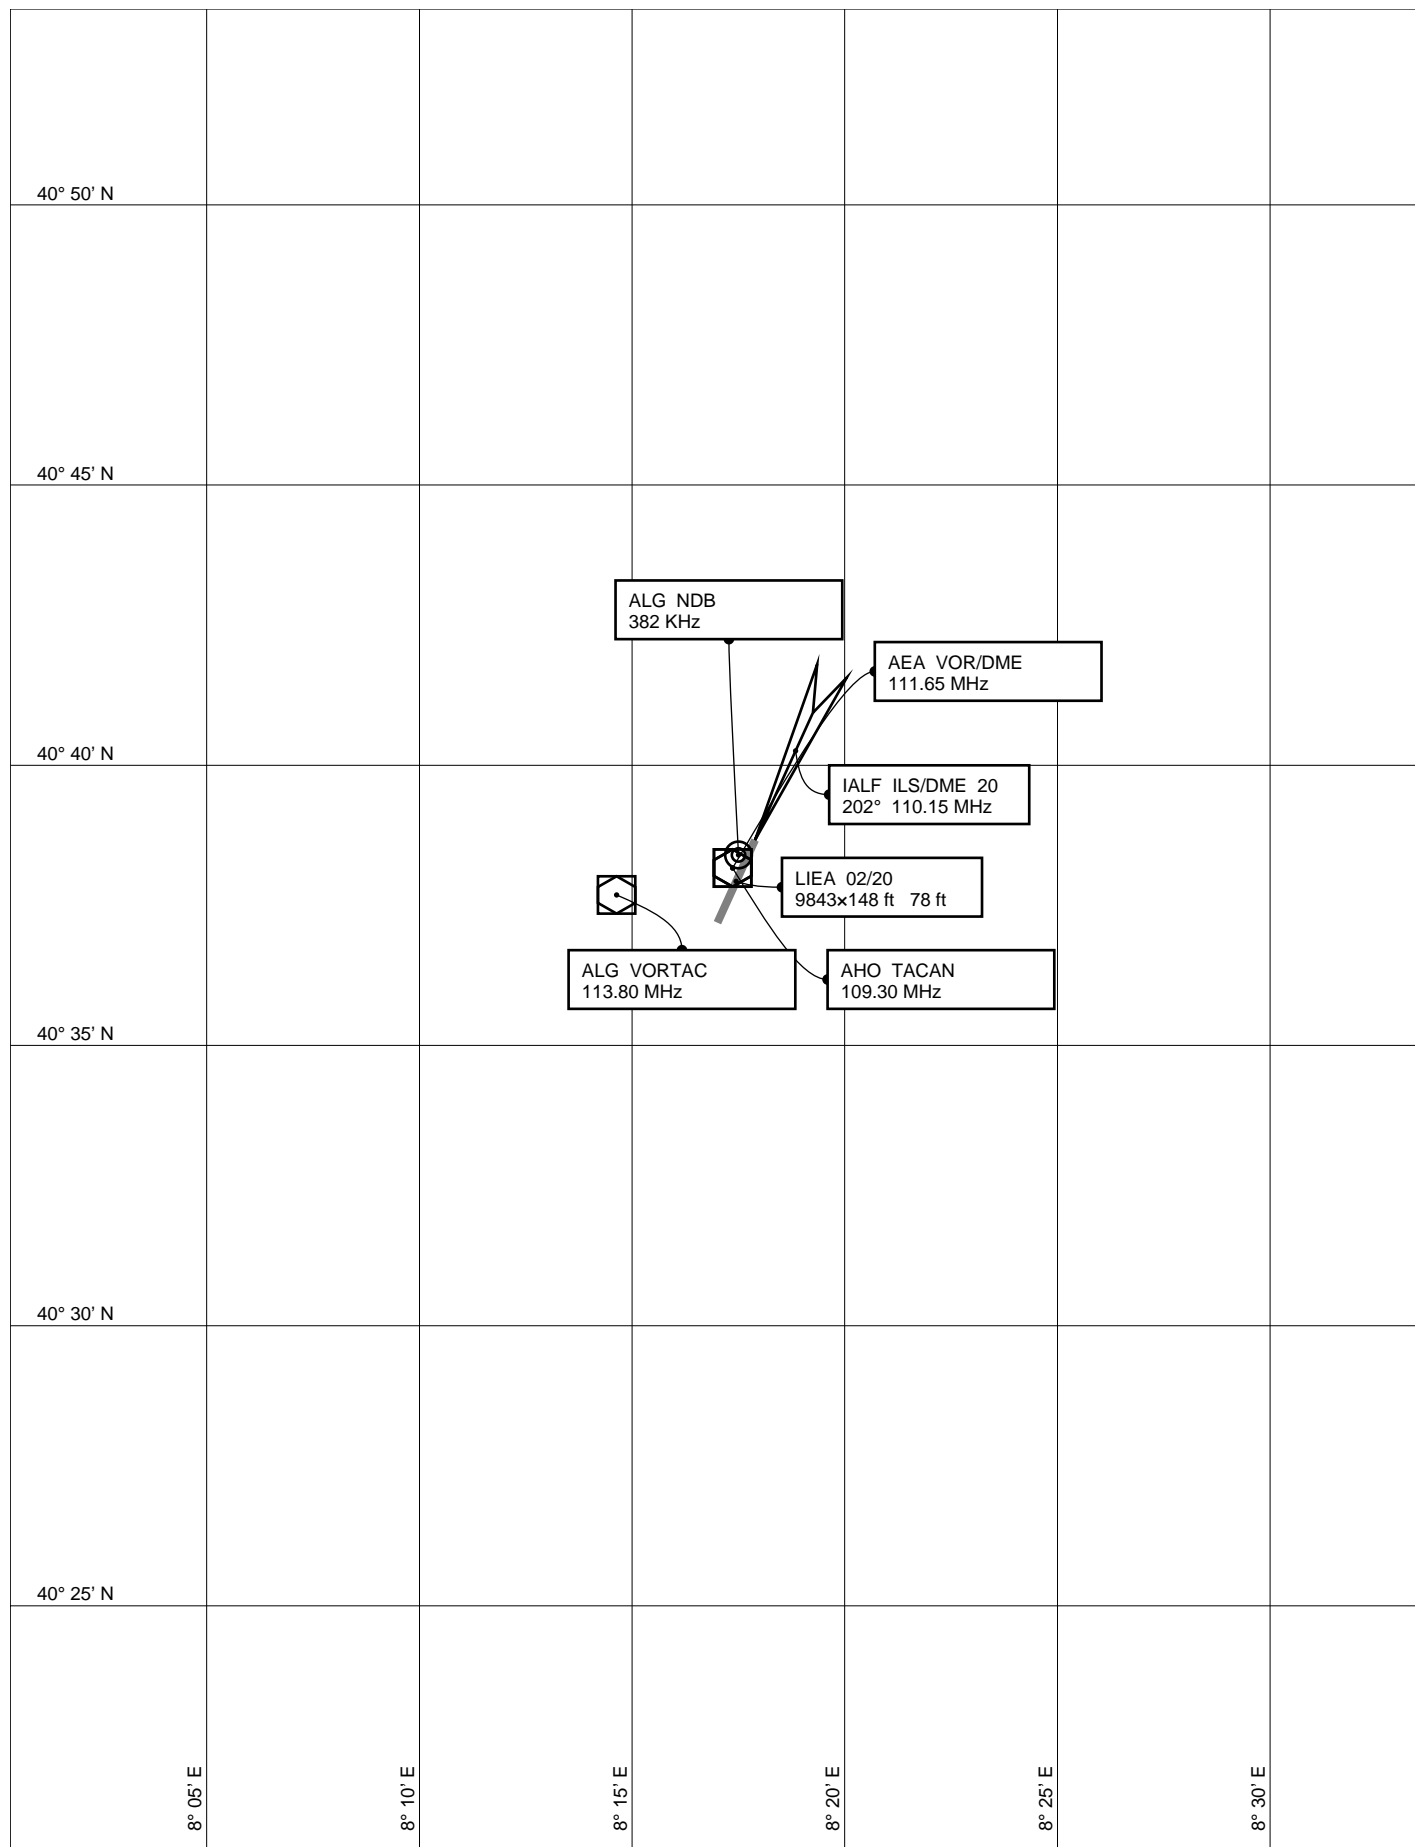 40° 50' N
40° 45' N
ALG  NDB
382 KHz
AEA  VOR/DME
111.65 MHz
40° 40' N
IALF  ILS/DME  20
202°  110.15 MHz
LIEA  02/20
9843×148 ft   78 ft
ALG  VORTAC
113.80 MHz
AHO  TACAN
109.30 MHz
40° 35' N
40° 30' N
40° 25' N
8° 05' E
8° 10' E
8° 15' E
8° 20' E
8° 25' E
8° 30' E